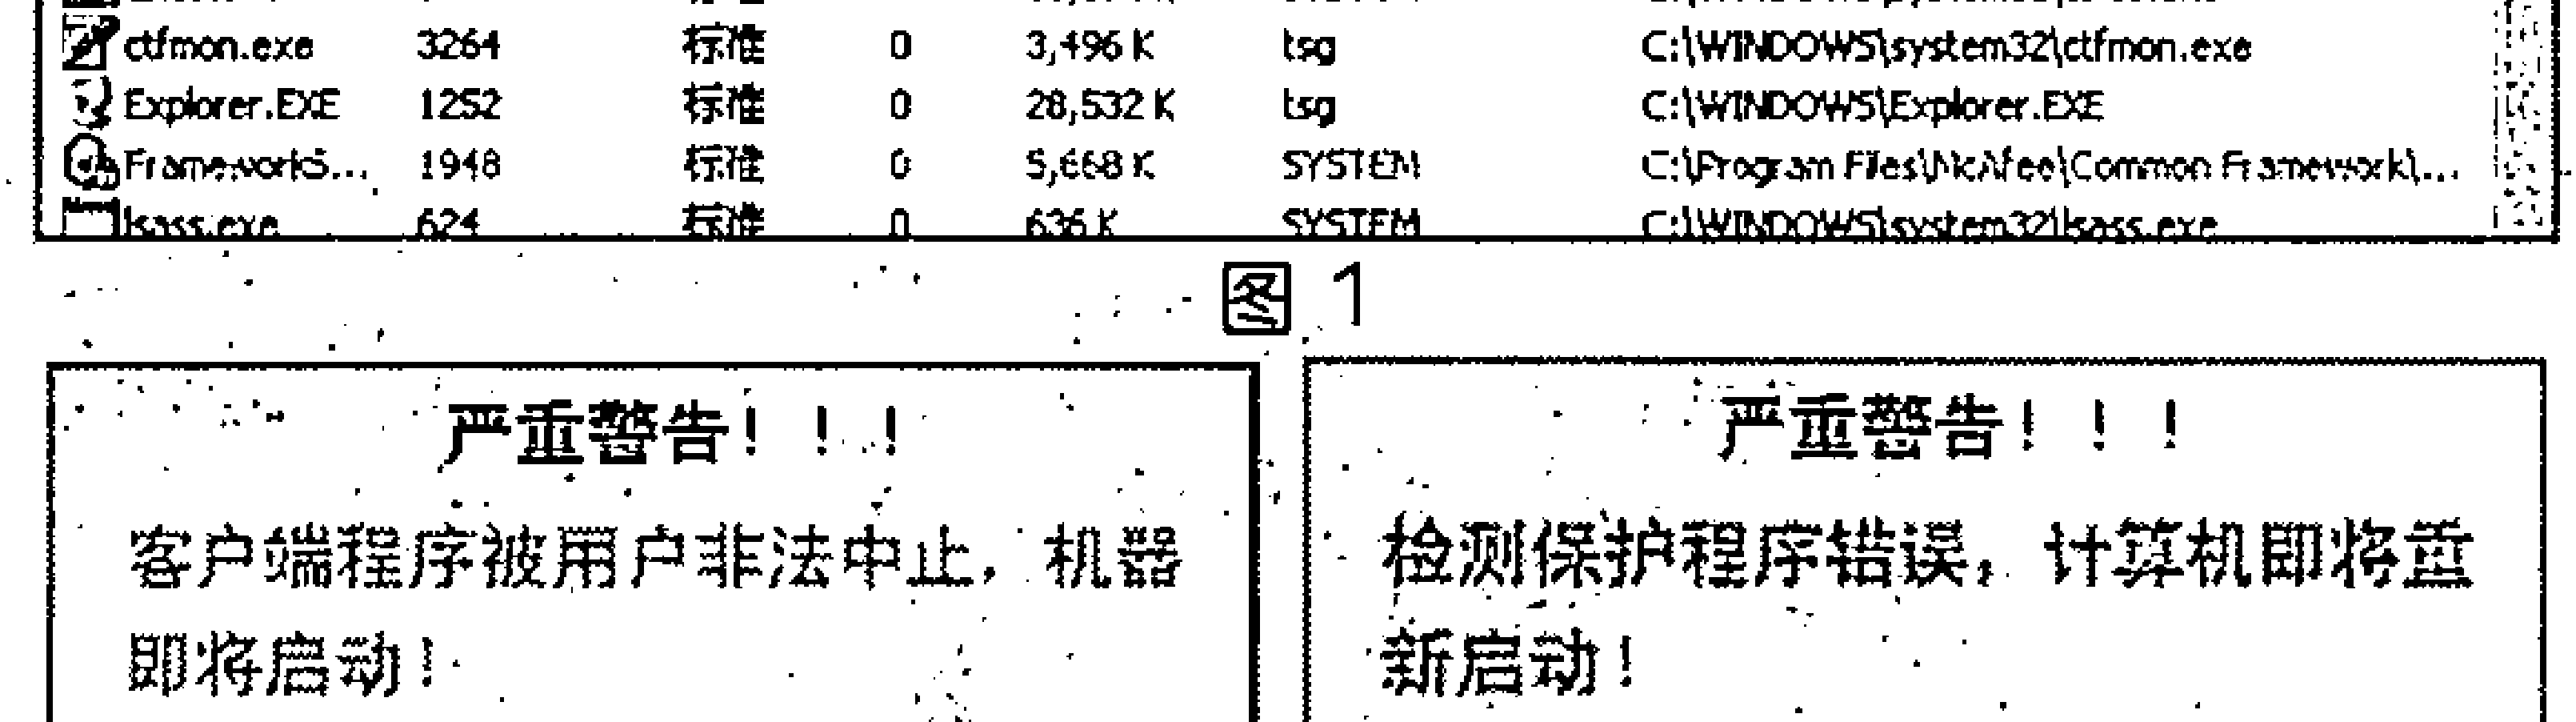 ctfmon.exe 3264 标准 0 3,496 K tsg C:\WINDOWS\system32\ctfmon.exe
Explorer.EXE 1252 标准 0 28,532 K tsg C:\WINDOWS\Explorer.EXE
FrameworkS... 1948 标准 0 5,668 K SYSTEM C:\Program Files\McAfee\Common Framework\...
lsass.exe 624 标准 0 636 K SYSTEM C:\WINDOWS\system32\lsass.exe
图 1
严重警告！！！
客户端程序被用户非法中止，机器
即将启动！
严重警告！！！
检测保护程序错误，计算机即将重
新启动！